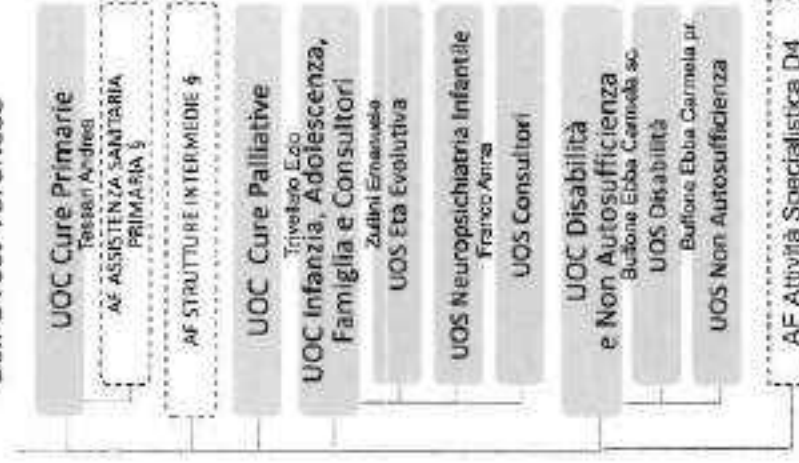 UOC Cure Primarie
Tessari Andrea
AF ASSISTENZA SANITARIA
PRIMARIA §
AF STRUTTURE INTERMEDIE §
UOC Cure Palliative
Trivellato Ezio
UOC Infanzia, Adolescenza,
Famiglia e Consultori
Zullini Emanuela
UOS Eta Evolutiva
UOS Neuropsichiatria Infantile
Franco Anna
UOS Consultori
UOC Disabilità
e Non Autosufficienza
Buffone Ebba Carmela sc.
UOS Disabilità
Buffone Ebba Carmela pr.
UOS Non Autosufficienza
AF Attività Specialistica D4